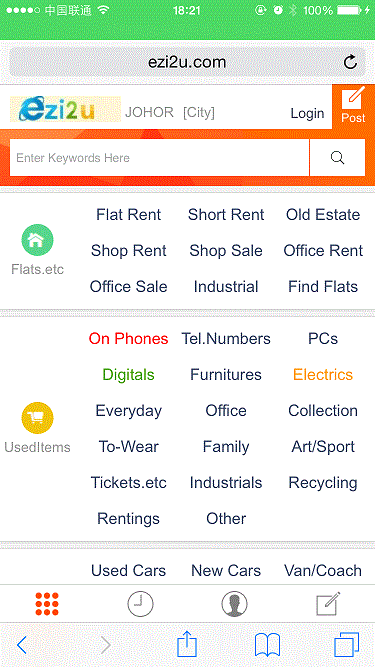 中国联通 18:21 100%
ezi2u.com
ezi2u JOHOR [City] Login Post
Enter Keywords Here
Flats.etc
Flat Rent Short Rent Old Estate
Shop Rent Shop Sale Office Rent
Office Sale Industrial Find Flats
UsedItems
On Phones Tel.Numbers PCs
Digitals Furnitures Electrics
Everyday Office Collection
To-Wear Family Art/Sport
Tickets.etc Industrials Recycling
Rentings Other
Used Cars New Cars Van/Coach